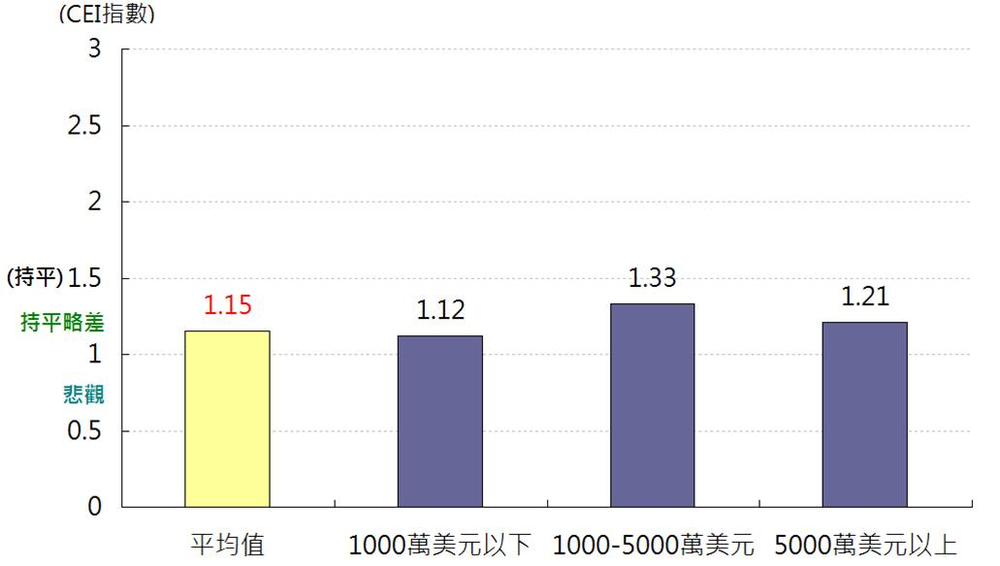 (CEI指數)
3
2.5
2
(持平) 1.5
持平略差
1
悲觀
0.5
0
1.15
1.12
1.33
1.21
平均值
1000萬美元以下
1000-5000萬美元
5000萬美元以上